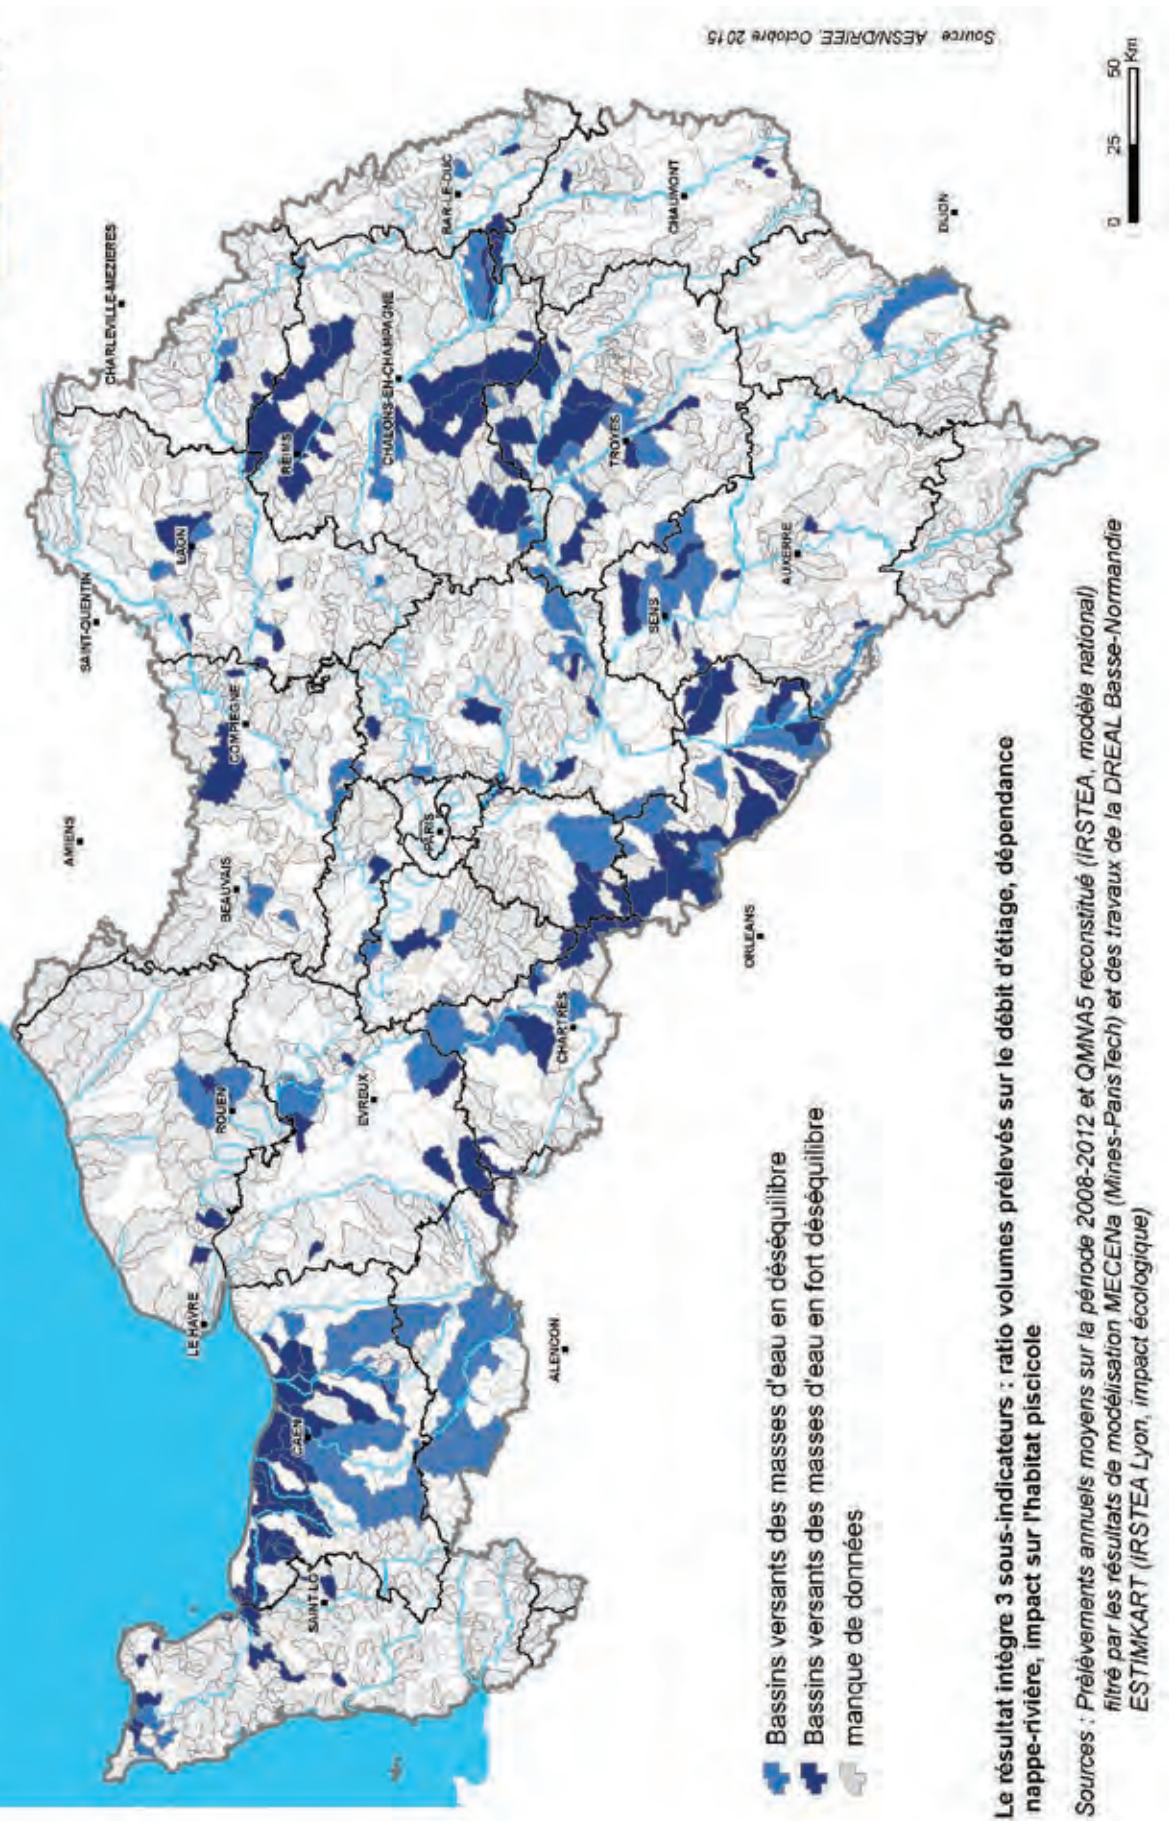 Source : AESN/DRIEE, Octobre 2015
CHARLEVILLE-MEZIERES
SAINT-QUENTIN
AMIENS
LAON
COMPIEGNE
BEAUVAIS
REIMS
ROUEN
LE HAVRE
BAR-LE-DUC
CHALONS-EN-CHAMPAGNE
PARIS
EVREUX
CAEN
SAINT-LO
CHAUMONT
TROYES
SENS
CHARTRES
ALENCON
AUXERRE
ORLEANS
DIJON
0 25 50 Km
Bassins versants des masses d'eau en déséquilibre
Bassins versants des masses d'eau en fort déséquilibre
manque de données
Le résultat intègre 3 sous-indicateurs : ratio volumes prélevés sur le débit d'étiage, dépendance
nappe-rivière, impact sur l'habitat piscicole
Sources : Prélèvements annuels moyens sur la période 2008-2012 et QMNA5 reconstitué (IRSTEA, modèle national)
filtré par les résultats de modélisation MECENa (Mines-ParisTech) et des travaux de la DREAL Basse-Normandie
ESTIMKART (IRSTEA Lyon, impact écologique)